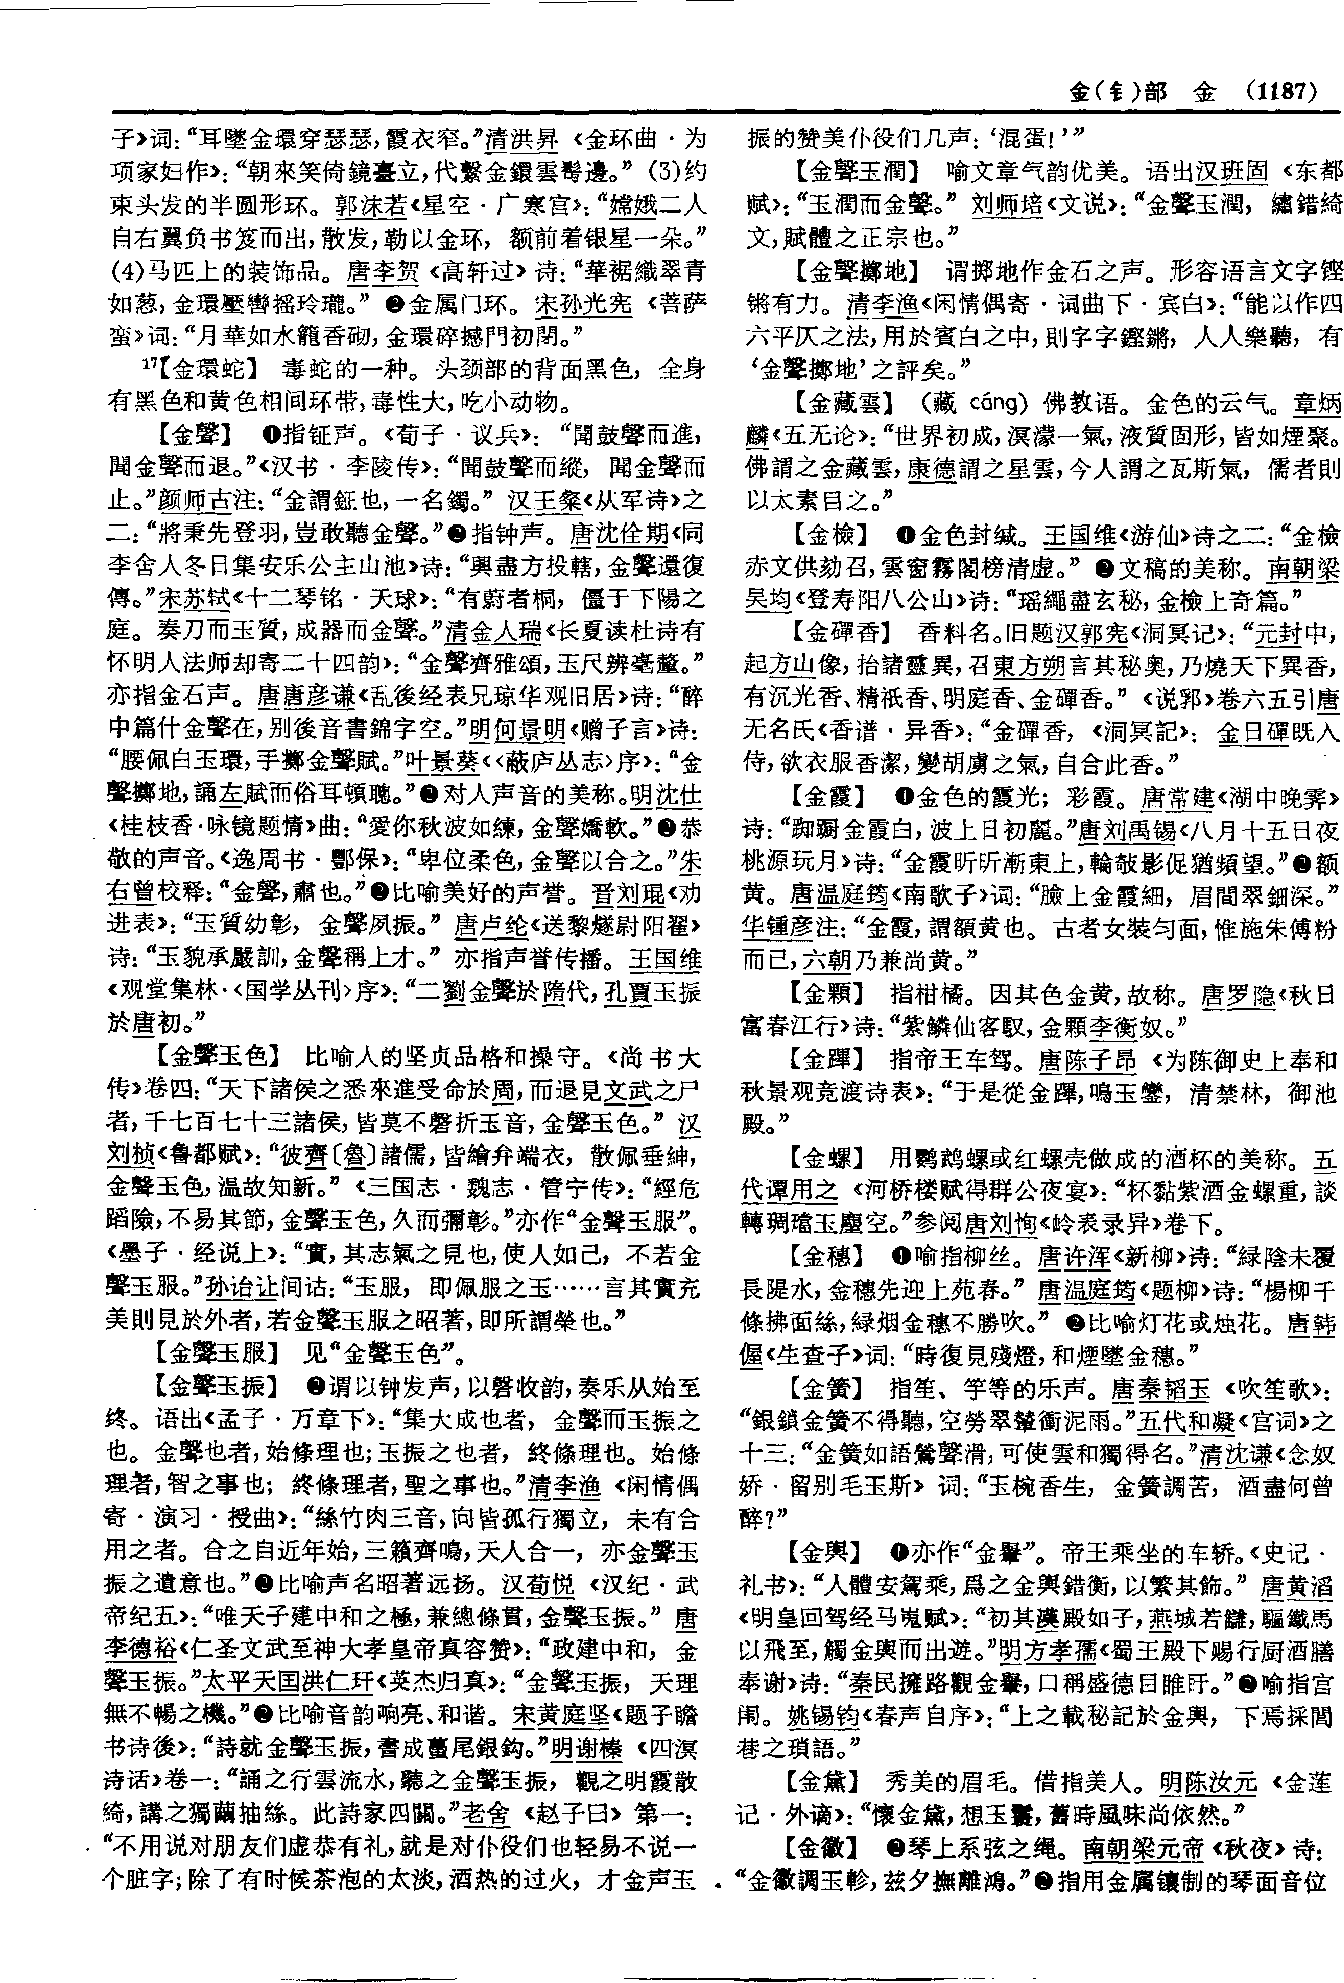 金(钅)部　金　(1187)
子》词：“耳墜金環穿瑟瑟，霞衣窄。”清洪昇《金环曲·为
项家妇作》：“朝來笑倚鏡臺立，代繫金鐶雲髩邊。”(3)约
束头发的半圆形环。郭沫若《星空·广寒宫》：“嫦娥二人
自右翼负书笈而出，散发，勒以金环，额前着银星一朵。”
(4)马匹上的装饰品。唐李贺《高轩过》诗：“華裾織翠青
如葱，金環壓轡摇玲瓏。”❷金属门环。宋孙光宪《菩萨
蛮》词：“月華如水籠香砌，金環碎撼門初閉。”
17【金環蛇】　毒蛇的一种。头颈部的背面黑色，全身
有黑色和黄色相间环带，毒性大，吃小动物。
【金聲】　❶指钲声。《荀子·议兵》：“聞鼓聲而進，
聞金聲而退。”《汉书·李陵传》：“聞鼓聲而縱，聞金聲而
止。”颜师古注：“金謂鉦也，一名鐲。”汉王粲《从军诗》之
二：“將秉先登羽，豈敢聽金聲。”❷指钟声。唐沈佺期《同
李舍人冬日集安乐公主山池》诗：“興盡方投轄，金聲還復
傳。”宋苏轼《十二琴铭·天球》：“有蔚者桐，僵于下陽之
庭。奏刀而玉質，成器而金聲。”清金人瑞《长夏读杜诗有
怀明人法师却寄二十四韵》：“金聲齊雅頌，玉尺辨毫釐。”
亦指金石声。唐唐彦谦《乱後经表兄琼华观旧居》诗：“醉
中篇什金聲在，别後音書錦字空。”明何景明《赠子言》诗：
“腰佩白玉環，手擲金聲賦。”叶景葵《〈蔽庐丛志〉序》：“金
聲擲地，誦左賦而俗耳頓聰。”❸对人声音的美称。明沈仕
《桂枝香·咏镜题情》曲：“愛你秋波如練，金聲嬌軟。”❹恭
敬的声音。《逸周书·酆保》：“卑位柔色，金聲以合之。”朱
右曾校释：“金聲，肅也。”❺比喻美好的声誉。晋刘琨《劝
进表》：“玉質幼彰，金聲夙振。”唐卢纶《送黎燧尉阳翟》
诗：“玉貌承嚴訓，金聲稱上才。”亦指声誉传播。王国维
《观堂集林·〈国学丛刊〉序》：“二劉金聲於隋代，孔賈玉振
於唐初。”
【金聲玉色】　比喻人的坚贞品格和操守。《尚书大
传》卷四：“天下諸侯之悉來進受命於周，而退見文武之尸
者，千七百七十三諸侯，皆莫不磬折玉音，金聲玉色。”汉
刘桢《鲁都赋》：“彼齊〔魯〕諸儒，皆繪弁端衣，散佩垂紳，
金聲玉色，温故知新。”《三国志·魏志·管宁传》：“經危
蹈險，不易其節，金聲玉色，久而彌彰。”亦作“金聲玉服”。
《墨子·经说上》：“實，其志氣之見也，使人如己，不若金
聲玉服。”孙诒让间诂：“玉服，即佩服之玉……言其實充
美則見於外者，若金聲玉服之昭著，即所謂榮也。”
【金聲玉服】　见“金聲玉色”。
【金聲玉振】　❶谓以钟发声，以磬收韵，奏乐从始至
终。语出《孟子·万章下》：“集大成也者，金聲而玉振之
也。金聲也者，始條理也；玉振之也者，終條理也。始條
理者，智之事也；終條理者，聖之事也。”清李渔《闲情偶
寄·演习·授曲》：“絲竹肉三音，向皆孤行獨立，未有合
用之者。合之自近年始，三籟齊鳴，天人合一，亦金聲玉
振之遺意也。”❷比喻声名昭著远扬。汉荀悦《汉纪·武
帝纪五》：“唯天子建中和之極，兼總條貫，金聲玉振。”唐
李德裕《仁圣文武至神大孝皇帝真容赞》：“政建中和，金
聲玉振。”太平天国洪仁玕《英杰归真》：“金聲玉振，天理
無不暢之機。”❸比喻音韵响亮、和谐。宋黄庭坚《题子瞻
书诗後》：“詩就金聲玉振，書成蠆尾銀鈎。”明谢榛《四溟
诗话》卷一：“誦之行雲流水，聽之金聲玉振，觀之明霞散
綺，講之獨繭抽絲。此詩家四關。”老舍《赵子曰》第一：
“不用说对朋友们虚恭有礼，就是对仆役们也轻易不说一
个脏字；除了有时候茶泡的太淡，酒热的过火，才金声玉
振的赞美仆役们几声：‘混蛋！’”
【金聲玉潤】　喻文章气韵优美。语出汉班固《东都
赋》：“玉潤而金聲。”刘师培《文说》：“金聲玉潤，繡錯綺
文，賦體之正宗也。”
【金聲擲地】　谓掷地作金石之声。形容语言文字铿
锵有力。清李渔《闲情偶寄·词曲下·宾白》：“能以作四
六平仄之法，用於賓白之中，則字字鏗鏘，人人樂聽，有
‘金聲擲地’之評矣。”
【金藏雲】　(藏 cáng)佛教语。金色的云气。章炳
麟《五无论》：“世界初成，溟濛一氣，液質固形，皆如煙聚。
佛謂之金藏雲，康德謂之星雲，今人謂之瓦斯氣，儒者則
以太素目之。”
【金檢】　❶金色封缄。王国维《游仙》诗之二：“金檢
赤文供劾召，雲窗霧閣榜清虚。”❷文稿的美称。南朝梁
吴均《登寿阳八公山》诗：“瑶繩盡玄秘，金檢上奇篇。”
【金磾香】　香料名。旧题汉郭宪《洞冥记》：“元封中，
起方山像，抬諸靈異，召東方朔言其秘奥，乃燒天下異香，
有沉光香、精祇香、明庭香、金磾香。”《说郛》卷六五引唐
无名氏《香谱·异香》：“金磾香，《洞冥記》：金日磾既入
侍，欲衣服香潔，變胡虜之氣，自合此香。”
【金霞】　❶金色的霞光；彩霞。唐常建《湖中晚霁》
诗：“踟蹰金霞白，波上日初麗。”唐刘禹锡《八月十五日夜
桃源玩月》诗：“金霞昕昕漸東上，輪欹影促猶頻望。”❷额
黄。唐温庭筠《南歌子》词：“臉上金霞細，眉間翠鈿深。”
华锺彦注：“金霞，謂額黄也。古者女裝匀面，惟施朱傅粉
而已，六朝乃兼尚黄。”
【金顆】　指柑橘。因其色金黄，故称。唐罗隐《秋日
富春江行》诗：“紫鱗仙客馭，金顆李衡奴。”
【金蹕】　指帝王车驾。唐陈子昂《为陈御史上奉和
秋景观竞渡诗表》：“于是從金蹕，鳴玉鑾，清禁林，御池
殿。”
【金螺】　用鹦鹉螺或红螺壳做成的酒杯的美称。五
代谭用之《河桥楼赋得群公夜宴》：“杯黏紫酒金螺重，談
轉琱璫玉麈空。”参阅唐刘恂《岭表录异》卷下。
【金穗】　❶喻指柳丝。唐许浑《新柳》诗：“緑陰未覆
長隄水，金穗先迎上苑春。”唐温庭筠《题柳》诗：“楊柳千
條拂面絲，緑烟金穗不勝吹。”❷比喻灯花或烛花。唐韩
偓《生查子》词：“時復見殘燈，和煙墜金穗。”
【金簧】　指笙、竽等的乐声。唐秦韬玉《吹笙歌》：
“銀鎖金簧不得聽，空勞翠輦衝泥雨。”五代和凝《宫词》之
十三：“金簧如語鶯聲滑，可使雲和獨得名。”清沈谦《念奴
娇·留别毛玉斯》词：“玉椀香生，金簧調苦，酒盡何曾
醉？”
【金輿】　❶亦作“金轝”。帝王乘坐的车轿。《史记·
礼书》：“人體安駕乘，爲之金輿錯衡，以繁其飾。”唐黄滔
《明皇回驾经马嵬赋》：“初其漢殿如子，燕城若讎，驅鐵馬
以飛至，觸金輿而出遊。”明方孝孺《蜀王殿下赐行厨酒膳
奉谢》诗：“秦民擁路觀金轝，口稱盛德目睢盱。”❷喻指宫
闱。姚锡钧《春声自序》：“上之載秘記於金輿，下焉採閭
巷之瑣語。”
【金黛】　秀美的眉毛。借指美人。明陈汝元《金莲
记·外谪》：“懷金黛，想玉鬟，舊時風味尚依然。”
【金徽】　❶琴上系弦之绳。南朝梁元帝《秋夜》诗：
“金徽調玉軫，兹夕撫離鴻。”❷指用金属镶制的琴面音位